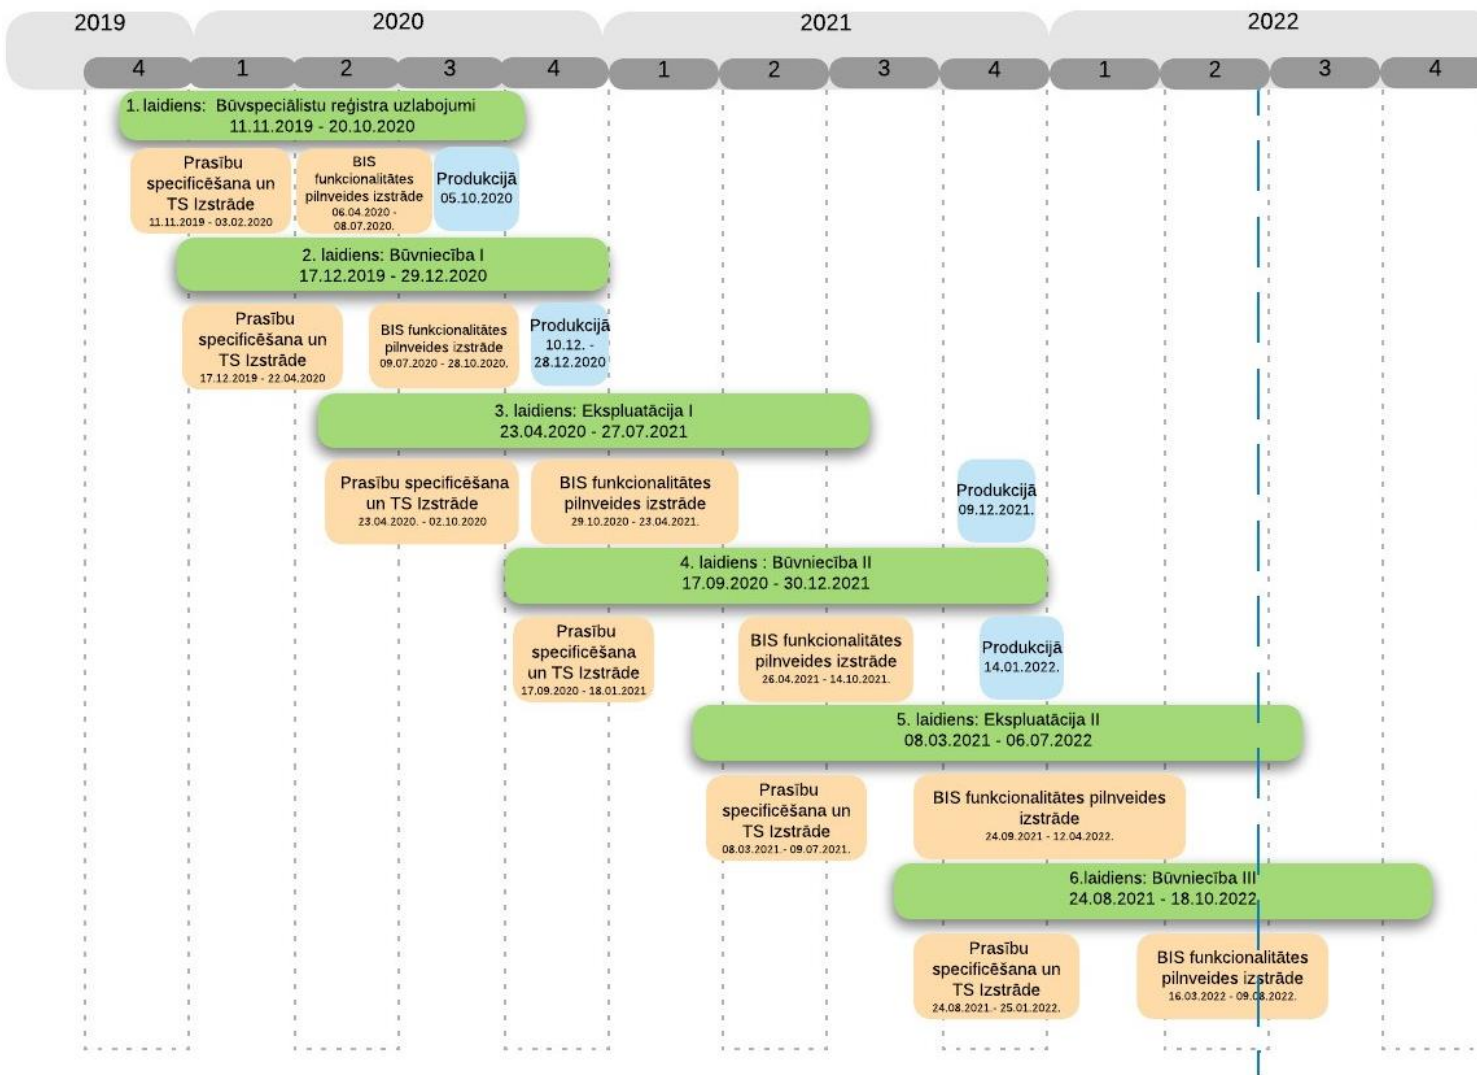 2019
2020
2021
2022
4
1
2
3
4
1
2
3
4
1
2
3
4
1. laidiens: Būvspeciālistu reģistra uzlabojumi
11.11.2019 - 20.10.2020
Prasību
specificēšana un
TS Izstrāde
11.11.2019 - 03.02.2020
BIS
funkcionalitātes
pilnveides izstrāde
06.04.2020 -
08.07.2020.
Produkcijā
05.10.2020
2. laidiens: Būvniecība I
17.12.2019 - 29.12.2020
Prasību
specificēšana un
TS Izstrāde
17.12.2019 - 22.04.2020
BIS funkcionalitātes
pilnveides izstrāde
09.07.2020 - 28.10.2020.
Produkcijā
10.12. -
28.12.2020
3. laidiens: Ekspluatācija I
23.04.2020 - 27.07.2021
Prasību specificēšana
un TS Izstrāde
23.04.2020. - 02.10.2020
BIS funkcionalitātes
pilnveides izstrāde
29.10.2020 - 23.04.2021.
Produkcijā
09.12.2021.
4. laidiens : Būvniecība II
17.09.2020 - 30.12.2021
Prasību
specificēšana
un TS Izstrāde
17.09.2020 - 18.01.2021
BIS funkcionalitātes
pilnveides izstrāde
26.04.2021 - 14.10.2021.
Produkcijā
14.01.2022.
5. laidiens: Ekspluatācija II
08.03.2021 - 06.07.2022
Prasību
specificēšana un
TS Izstrāde
08.03.2021.- 09.07.2021.
BIS funkcionalitātes pilnveides
izstrāde
24.09.2021 - 12.04.2022.
6.laidiens: Būvniecība III
24.08.2021 - 18.10.2022
Prasību
specificēšana un
TS Izstrāde
24.08.2021.- 25.01.2022.
BIS funkcionalitātes
pilnveides izstrāde
16.03.2022 - 09.08.2022.